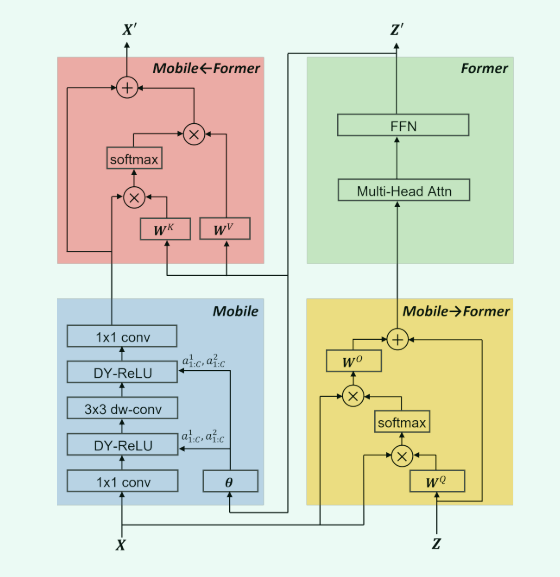 X′
Z′
Mobile←Former
+
×
softmax
×
W^K
W^V
Former
FFN
Multi-Head Attn
Mobile
1x1 conv
DY-ReLU
a^1_{1:C}, a^2_{1:C}
3x3 dw-conv
DY-ReLU
a^1_{1:C}, a^2_{1:C}
1x1 conv
θ
X
Mobile→Former
+
W^O
×
softmax
×
W^Q
Z